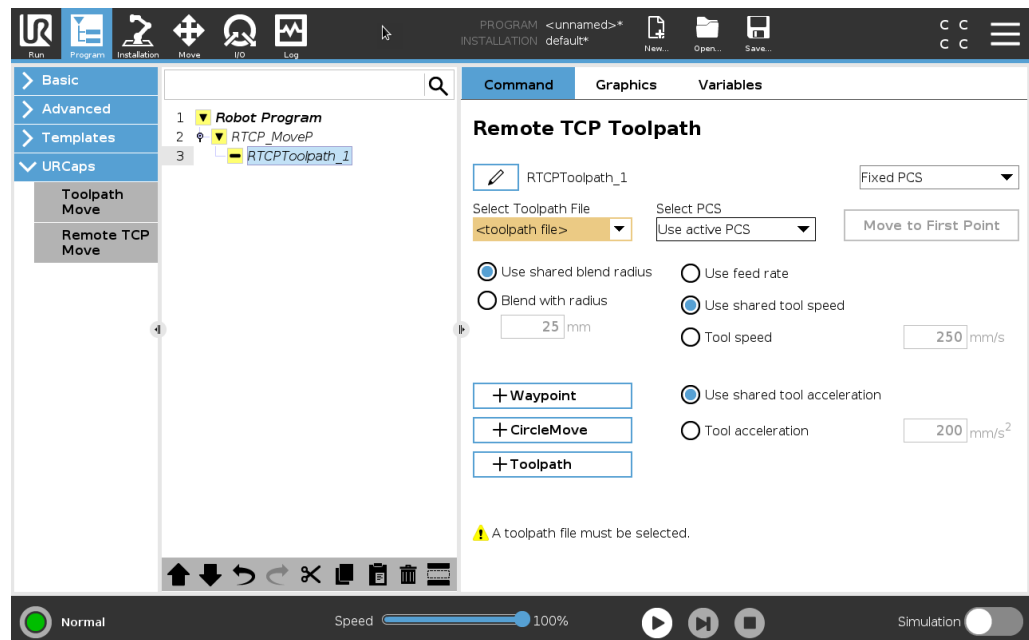 PROGRAM <unnamed>*
INSTALLATION default*
C C
C C
Run
Program
Installation
Move
I/O
Log
New...
Open...
Save...
Basic
Advanced
Templates
URCaps
Toolpath
Move
Remote TCP
Move
1 Robot Program
2 RTCP_MoveP
3 RTCPToolpath_1
Command Graphics Variables
Remote TCP Toolpath
RTCPToolpath_1
Fixed PCS
Select Toolpath File
Select PCS
<toolpath file>
Use active PCS
Move to First Point
Use shared blend radius
Use feed rate
Blend with radius
Use shared tool speed
25 mm
Tool speed
250 mm/s
+ Waypoint
Use shared tool acceleration
+ CircleMove
Tool acceleration
200 mm/s²
+ Toolpath
A toolpath file must be selected.
Normal
Speed
100%
Simulation